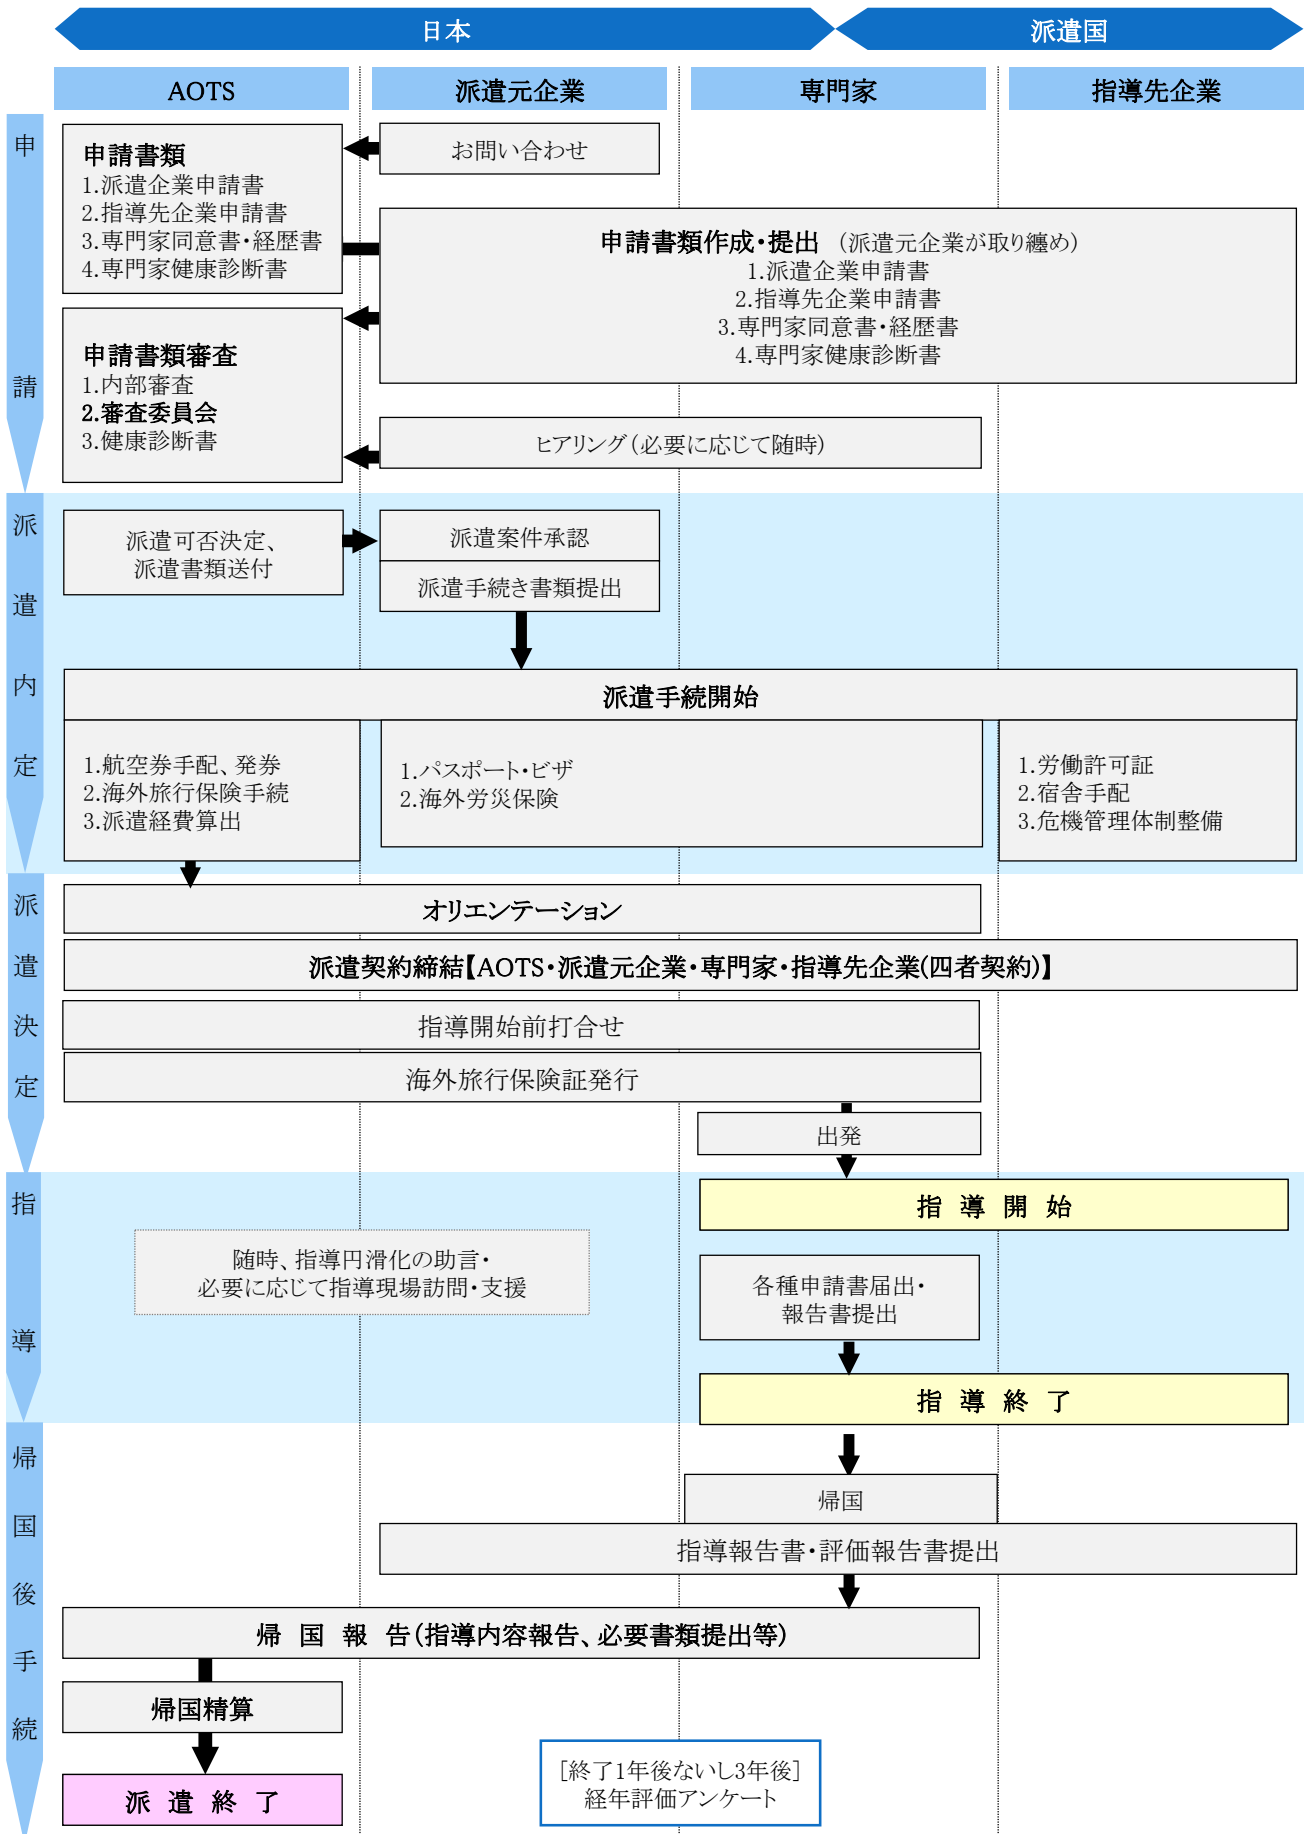 日本
派遣国
AOTS
派遣元企業
専門家
指導先企業
申請
申請書類
1.派遣企業申請書
2.指導先企業申請書
3.専門家同意書・経歴書
4.専門家健康診断書
お問い合わせ
申請書類作成・提出 （派遣元企業が取り纏め）
1.派遣企業申請書
2.指導先企業申請書
3.専門家同意書・経歴書
4.専門家健康診断書
申請書類審査
1.内部審査
2.審査委員会
3.健康診断書
ヒアリング（必要に応じて随時）
派遣内定
派遣可否決定、
派遣書類送付
派遣案件承認
派遣手続き書類提出
派遣手続開始
1.航空券手配、発券
2.海外旅行保険手続
3.派遣経費算出
1.パスポート・ビザ
2.海外労災保険
1.労働許可証
2.宿舎手配
3.危機管理体制整備
派遣決定
オリエンテーション
派遣契約締結【AOTS・派遣元企業・専門家・指導先企業(四者契約)】
指導開始前打合せ
海外旅行保険証発行
出発
指導
指 導 開 始
随時、指導円滑化の助言・
必要に応じて指導現場訪問・支援
各種申請書届出・
報告書提出
指 導 終 了
帰国後手続
帰国
指導報告書・評価報告書提出
帰 国 報 告（指導内容報告、必要書類提出等）
帰国精算
派 遣 終 了
［終了1年後ないし3年後］
経年評価アンケート